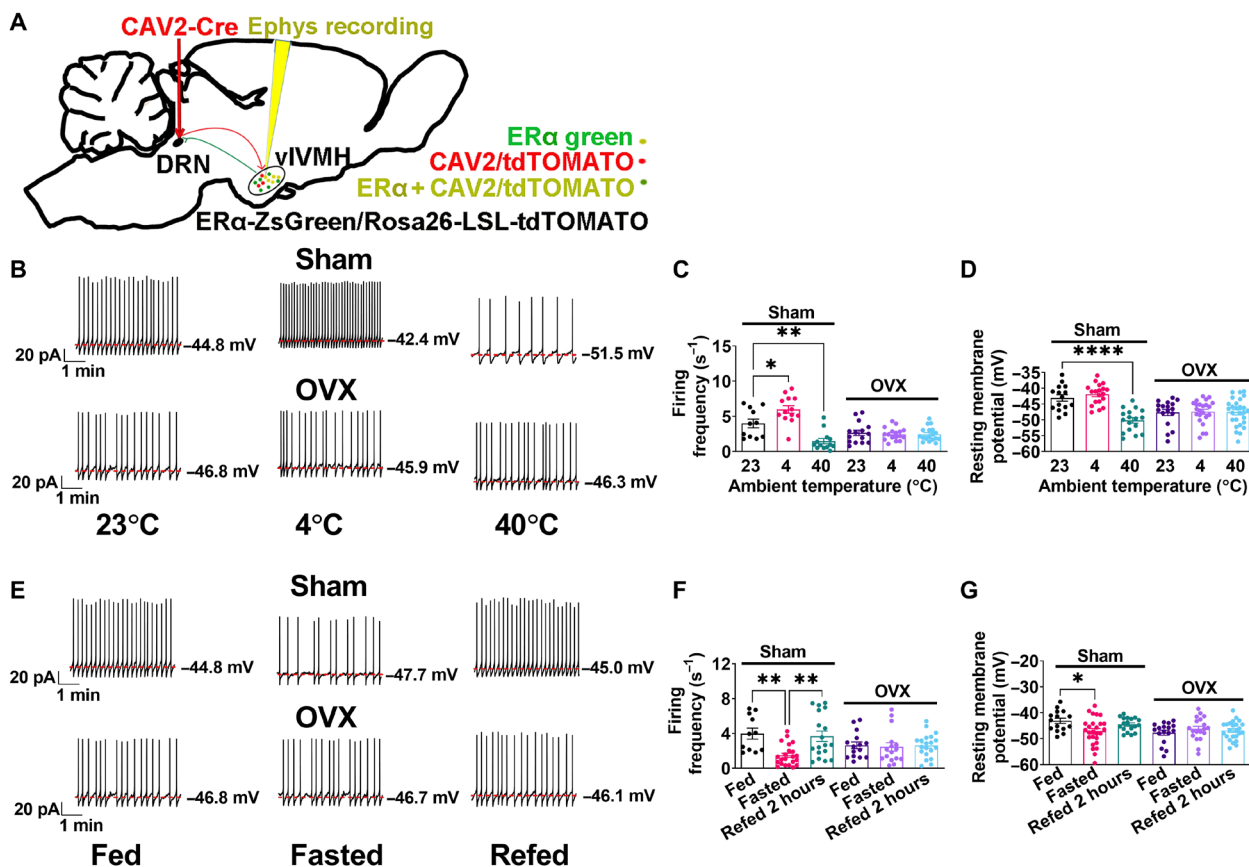 A
CAV2-Cre Ephys recording
DRN
vlVMH
ERα green
CAV2/tdTOMATO
ERα + CAV2/tdTOMATO
ERα-ZsGreen/Rosa26-LSL-tdTOMATO
B
Sham
−44.8 mV
−42.4 mV
−51.5 mV
20 pA
1 min
OVX
−46.8 mV
−45.9 mV
−46.3 mV
20 pA
1 min
23°C 4°C 40°C
C
Sham
**
*
OVX
Firing
frequency (s⁻¹)
15
10
5
0
23 4 40 23 4 40
Ambient temperature (°C)
D
Sham
****
OVX
Resting membrane
potential (mV)
−35
−40
−45
−50
−55
−60
23 4 40 23 4 40
Ambient temperature (°C)
E
Sham
−44.8 mV
−47.7 mV
−45.0 mV
20 pA
1 min
OVX
−46.8 mV
−46.7 mV
−46.1 mV
20 pA
1 min
Fed Fasted Refed
F
Sham
** **
OVX
Firing
frequency (s⁻¹)
12
8
4
0
Fed
Fasted
Refed 2 hours
Fed
Fasted
Refed 2 hours
G
Sham
*
OVX
Resting membrane
potential (mV)
−20
−30
−40
−50
−60
Fed
Fasted
Refed 2 hours
Fed
Fasted
Refed 2 hours